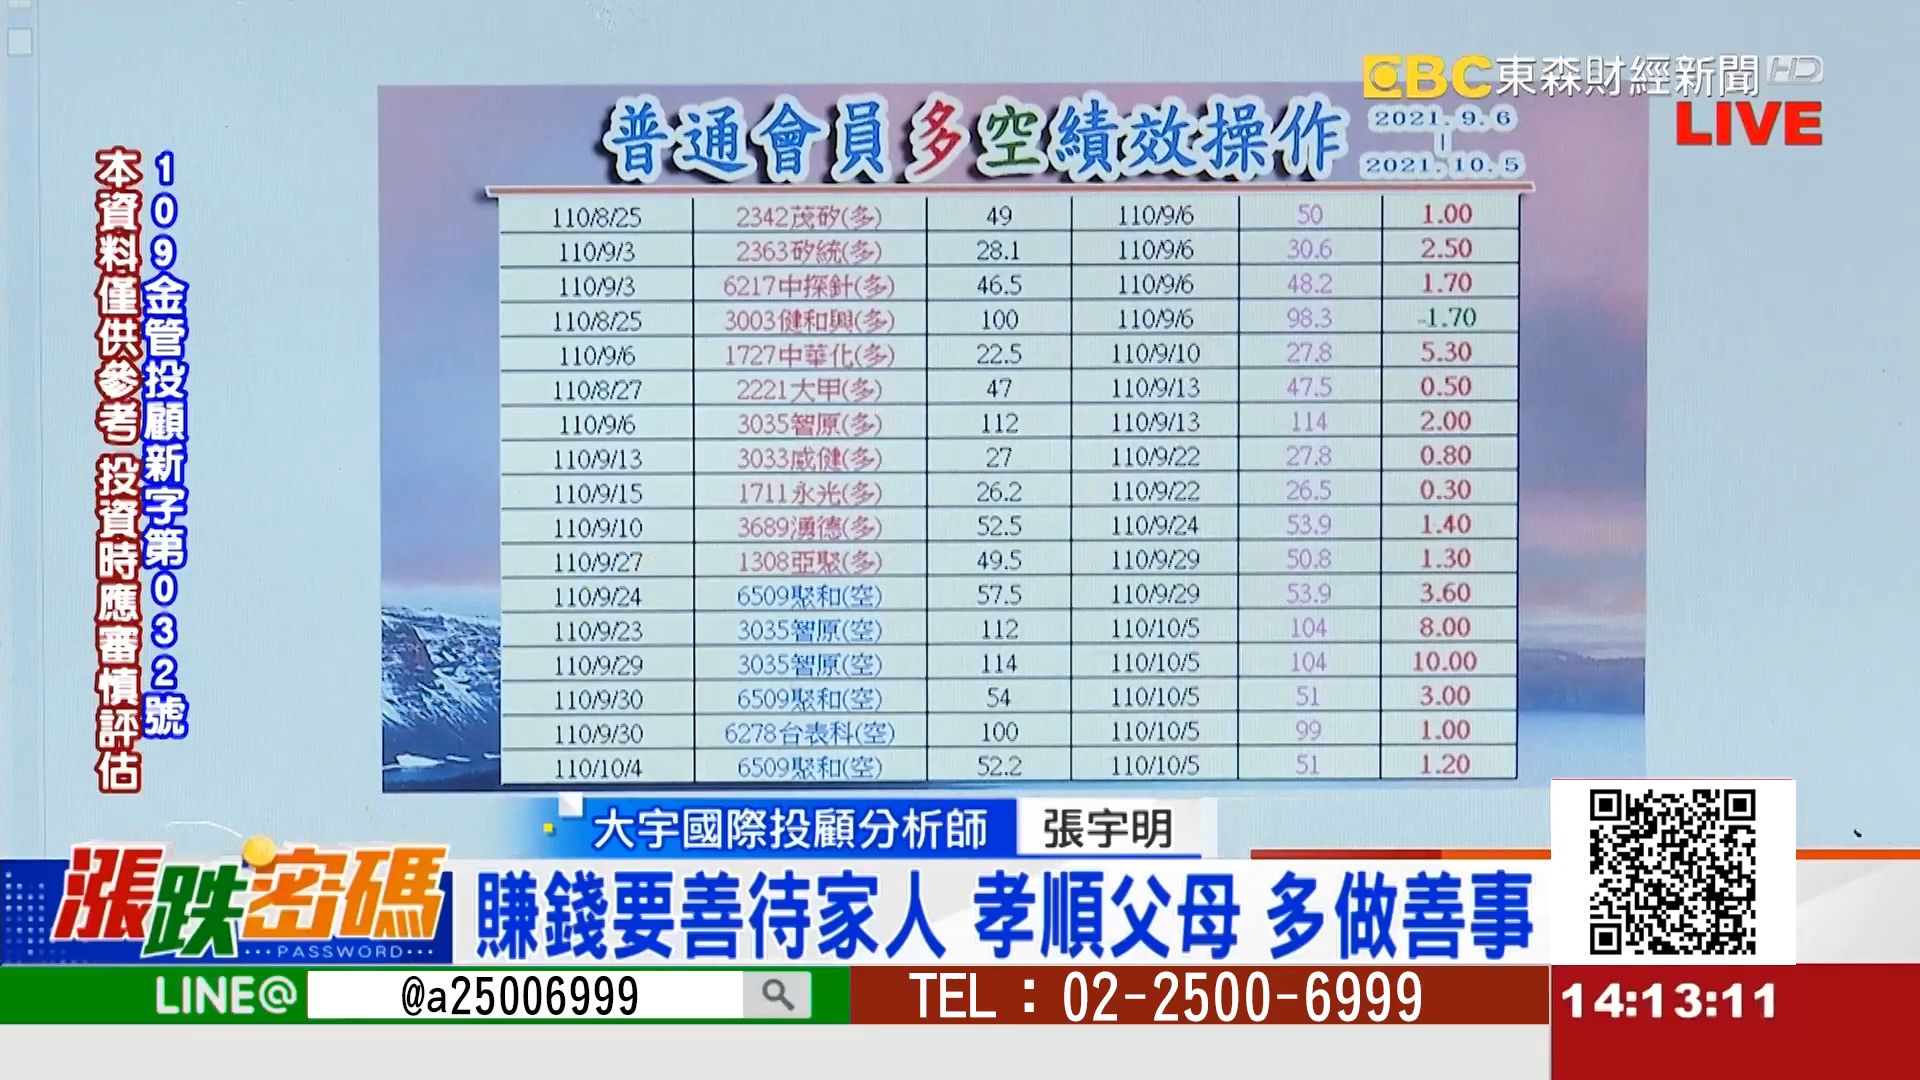 EBC東森財經新聞HD
LIVE
普通會員多空績效操作
2021.9.6
|
2021.10.5
109金管投顧新字第032號
本資料僅供參考 投資時應審慎評估
110/8/25 2342茂矽(多) 49 110/9/6 50 1.00
110/9/3 2363矽統(多) 28.1 110/9/6 30.6 2.50
110/9/3 6217中探針(多) 46.5 110/9/6 48.2 1.70
110/8/25 3003健和興(多) 100 110/9/6 98.3 -1.70
110/9/6 1727中華化(多) 22.5 110/9/10 27.8 5.30
110/8/27 2221大甲(多) 47 110/9/13 47.5 0.50
110/9/6 3035智原(多) 112 110/9/13 114 2.00
110/9/13 3033威健(多) 27 110/9/22 27.8 0.80
110/9/15 1711永光(多) 26.2 110/9/22 26.5 0.30
110/9/10 3689湧德(多) 52.5 110/9/24 53.9 1.40
110/9/27 1308亞聚(多) 49.5 110/9/29 50.8 1.30
110/9/24 6509聚和(空) 57.5 110/9/29 53.9 3.60
110/9/23 3035智原(空) 112 110/10/5 104 8.00
110/9/29 3035智原(空) 114 110/10/5 104 10.00
110/9/30 6509聚和(空) 54 110/10/5 51 3.00
110/9/30 6278台表科(空) 100 110/10/5 99 1.00
110/10/4 6509聚和(空) 52.2 110/10/5 51 1.20
大宇國際投顧分析師 張宇明
漲跌密碼
PASSWORD
賺錢要善待家人 孝順父母 多做善事
LINE@ @a25006999 TEL：02-2500-6999 14:13:11